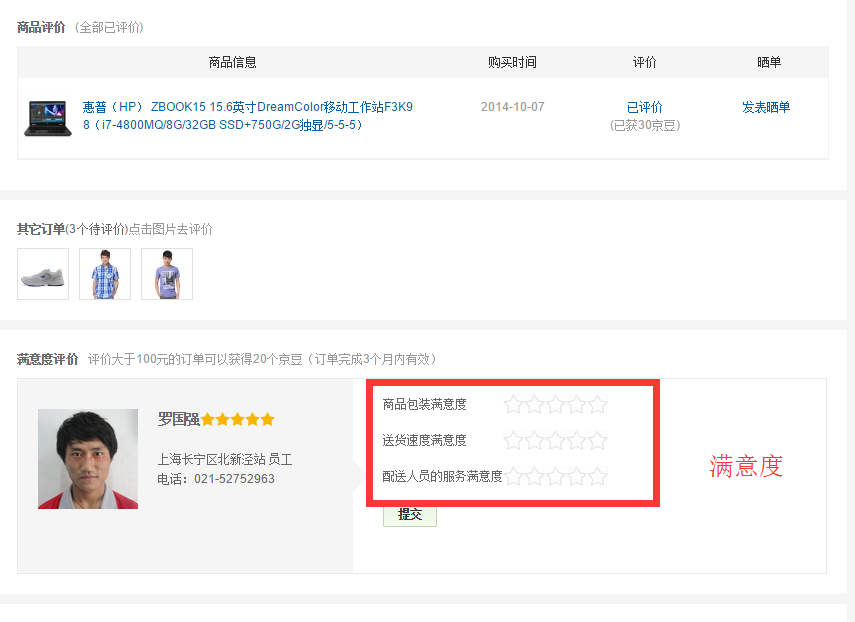 商品评价 (全部已评价)
商品信息 购买时间 评价 晒单
惠普（HP） ZBOOK15 15.6英寸DreamColor移动工作站F3K9 2014-10-07 已评价 发表晒单
8（i7-4800MQ/8G/32GB SSD+750G/2G独显/5-5-5） (已获30京豆)
其它订单(3个待评价)点击图片去评价
满意度评价 评价大于100元的订单可以获得20个京豆（订单完成3个月内有效）
罗国强
上海长宁区北新泾站 员工
电话：021-52752963
商品包装满意度
送货速度满意度
配送人员的服务满意度
提交
满意度